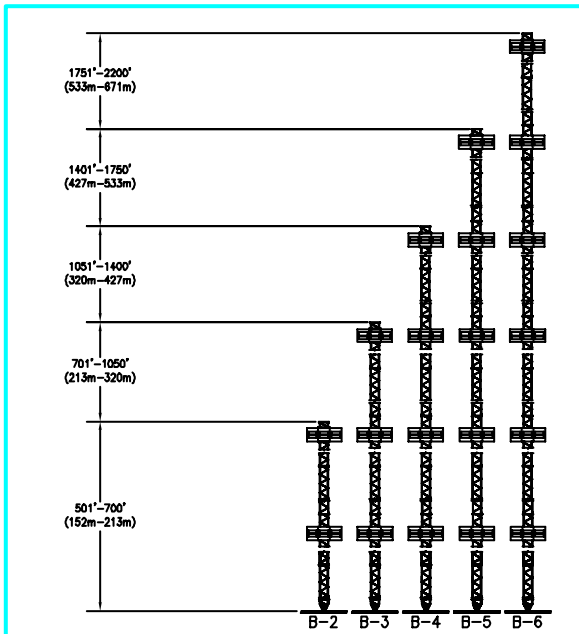 1751'-2200'
(533m-671m)
1401'-1750'
(427m-533m)
1051'-1400'
(320m-427m)
701'-1050'
(213m-320m)
501'-700'
(152m-213m)
B-2 B-3 B-4 B-5 B-6